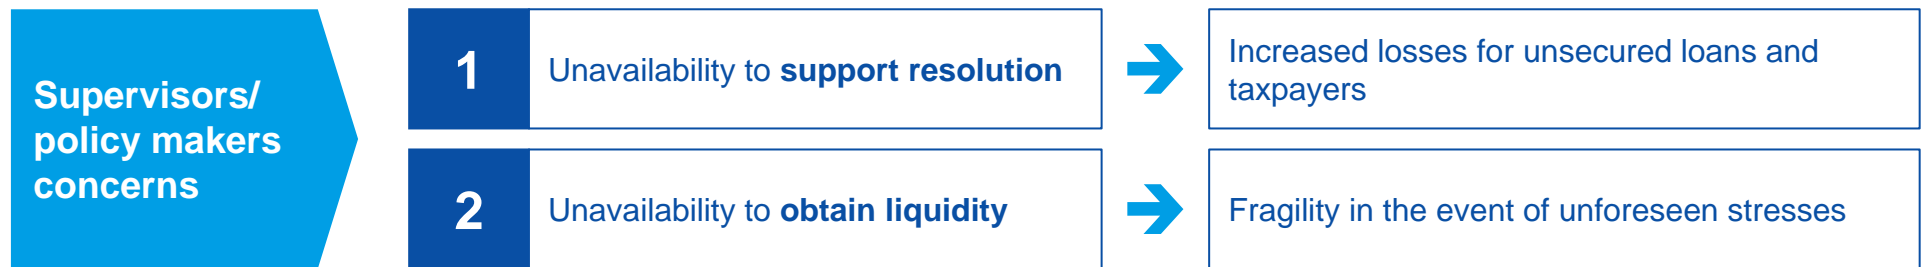 Supervisors/
policy makers
concerns
1
Unavailability to support resolution
Increased losses for unsecured loans and
taxpayers
2
Unavailability to obtain liquidity
Fragility in the event of unforeseen stresses